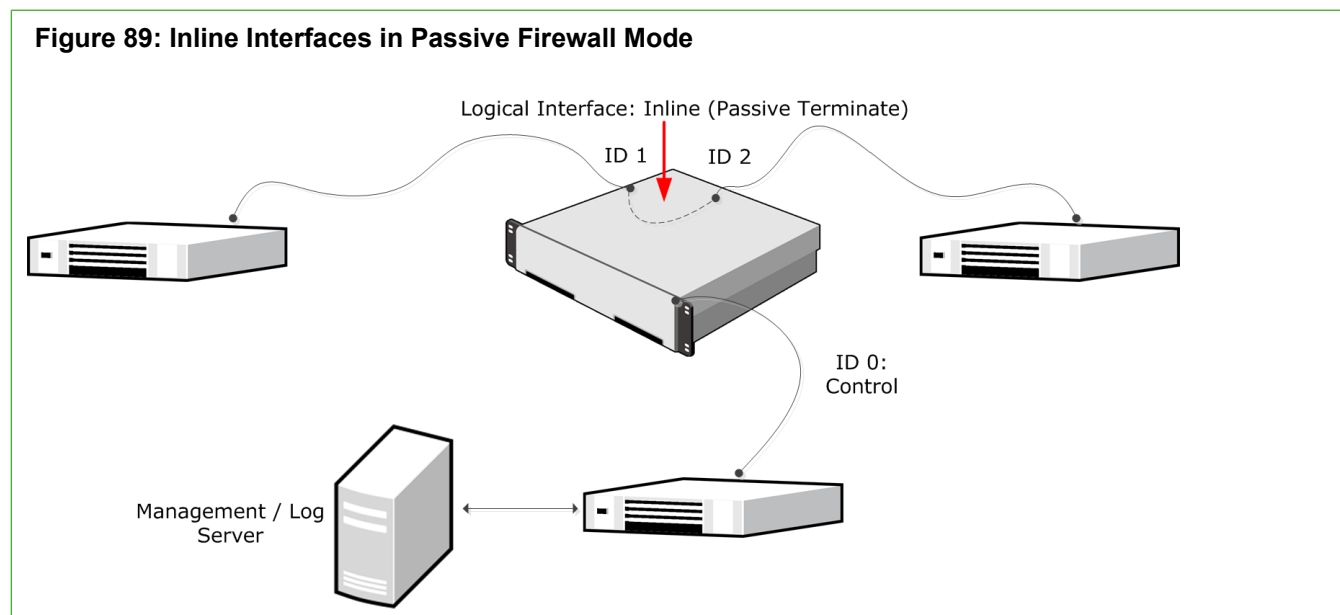 Figure 89: Inline Interfaces in Passive Firewall Mode
Logical Interface: Inline (Passive Terminate)
ID 1
ID 2
ID 0:
Control
Management / Log
Server